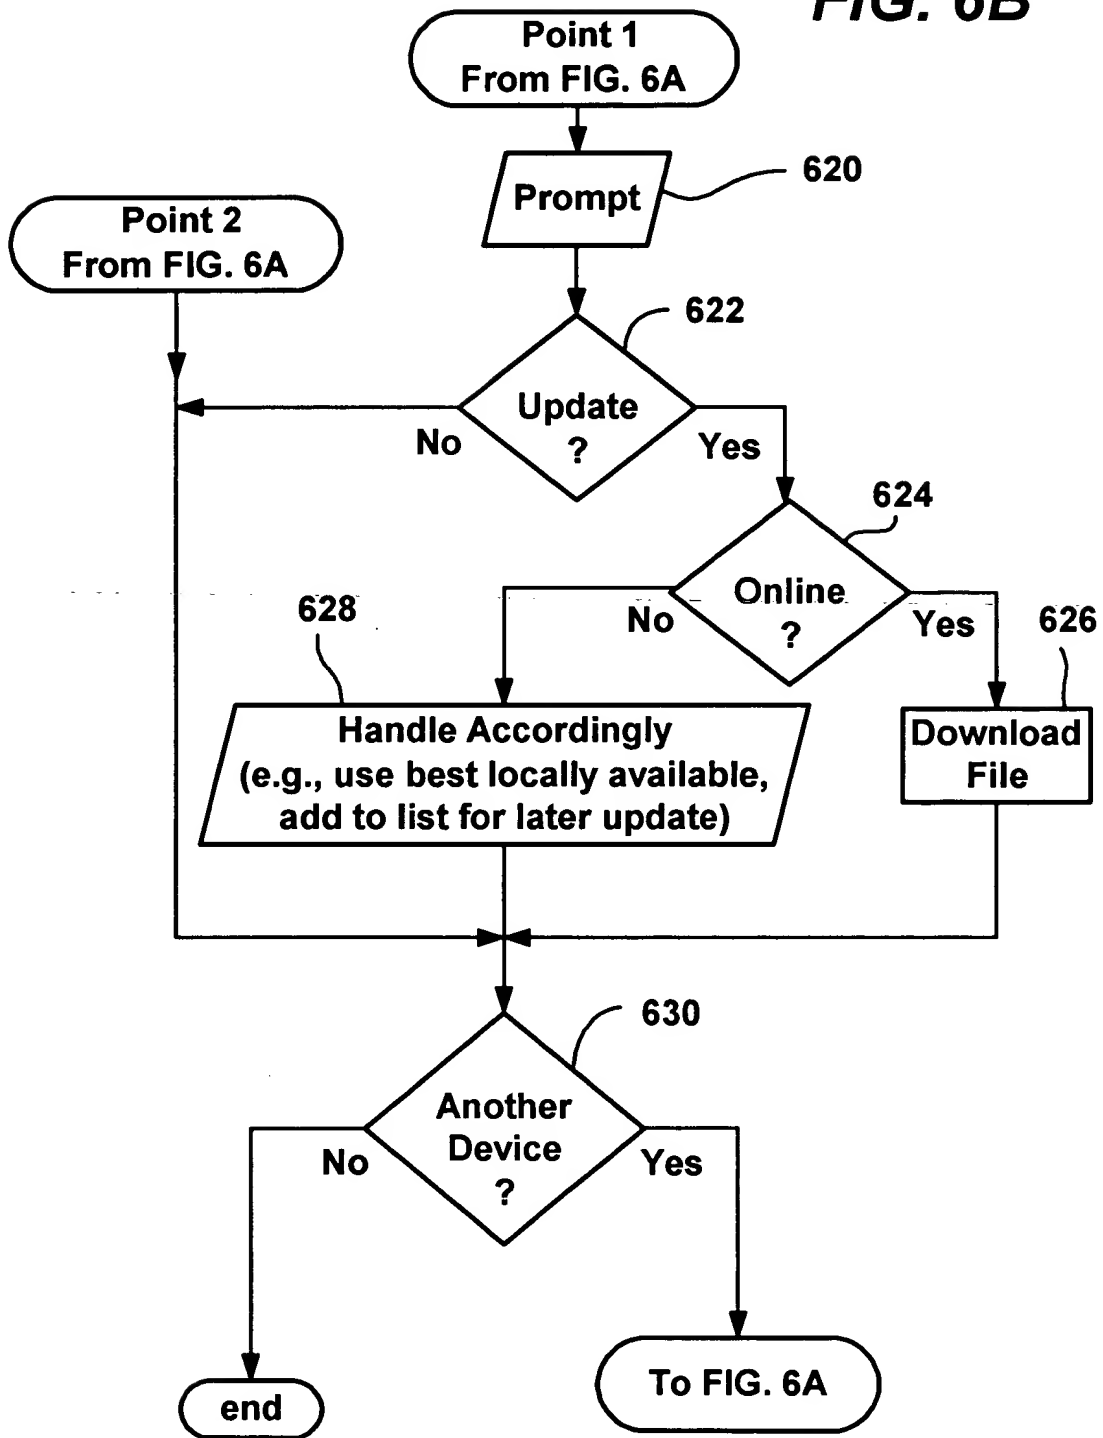 FIG. 6B
Point 1
From FIG. 6A
Prompt
620
Point 2
From FIG. 6A
622
Update
?
No
Yes
624
Online
?
No
Yes
628
626
Handle Accordingly
(e.g., use best locally available,
add to list for later update)
Download
File
630
Another
Device
?
No
Yes
end
To FIG. 6A